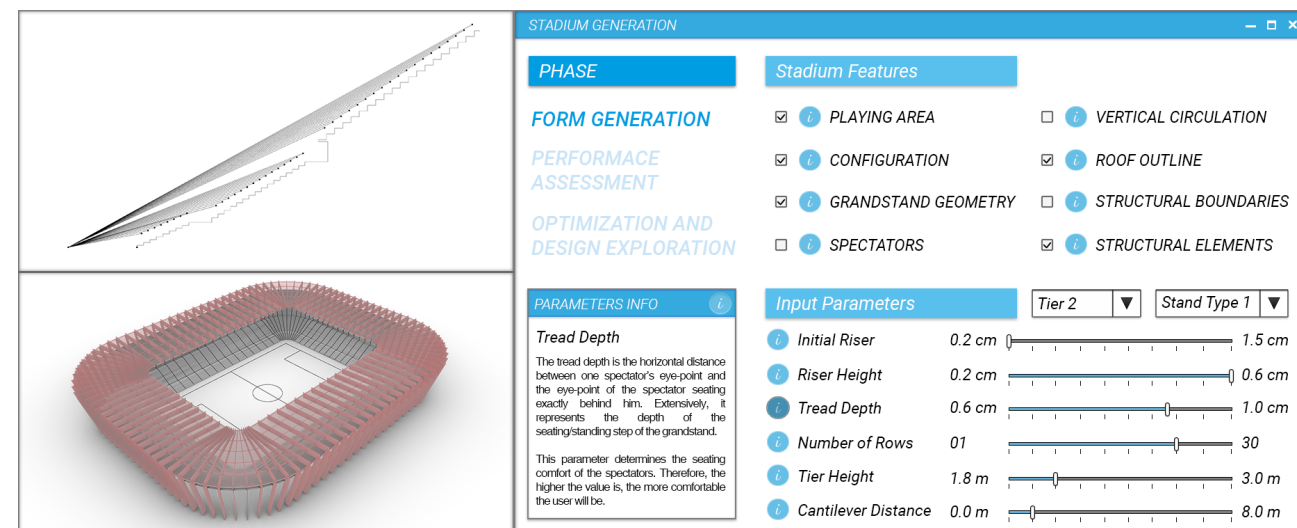 STADIUM GENERATION
PHASE
FORM GENERATION
PERFORMACE
ASSESSMENT
OPTIMIZATION AND
DESIGN EXPLORATION
Stadium Features
PLAYING AREA
VERTICAL CIRCULATION
CONFIGURATION
ROOF OUTLINE
GRANDSTAND GEOMETRY
STRUCTURAL BOUNDARIES
SPECTATORS
STRUCTURAL ELEMENTS
PARAMETERS INFO i
Tread Depth
The tread depth is the horizontal distance
between one spectator's eye-point and
the eye-point of the spectator seating
exactly behind him. Extensively, it
represents the depth of the
seating/standing step of the grandstand.
This parameter determines the seating
comfort of the spectators. Therefore, the
higher the value is, the more comfortable
the user will be.
Input Parameters
Tier 2
Stand Type 1
i Initial Riser 0.2 cm 1.5 cm
i Riser Height 0.2 cm 0.6 cm
i Tread Depth 0.6 cm 1.0 cm
i Number of Rows 01 30
i Tier Height 1.8 m 3.0 m
i Cantilever Distance 0.0 m 8.0 m